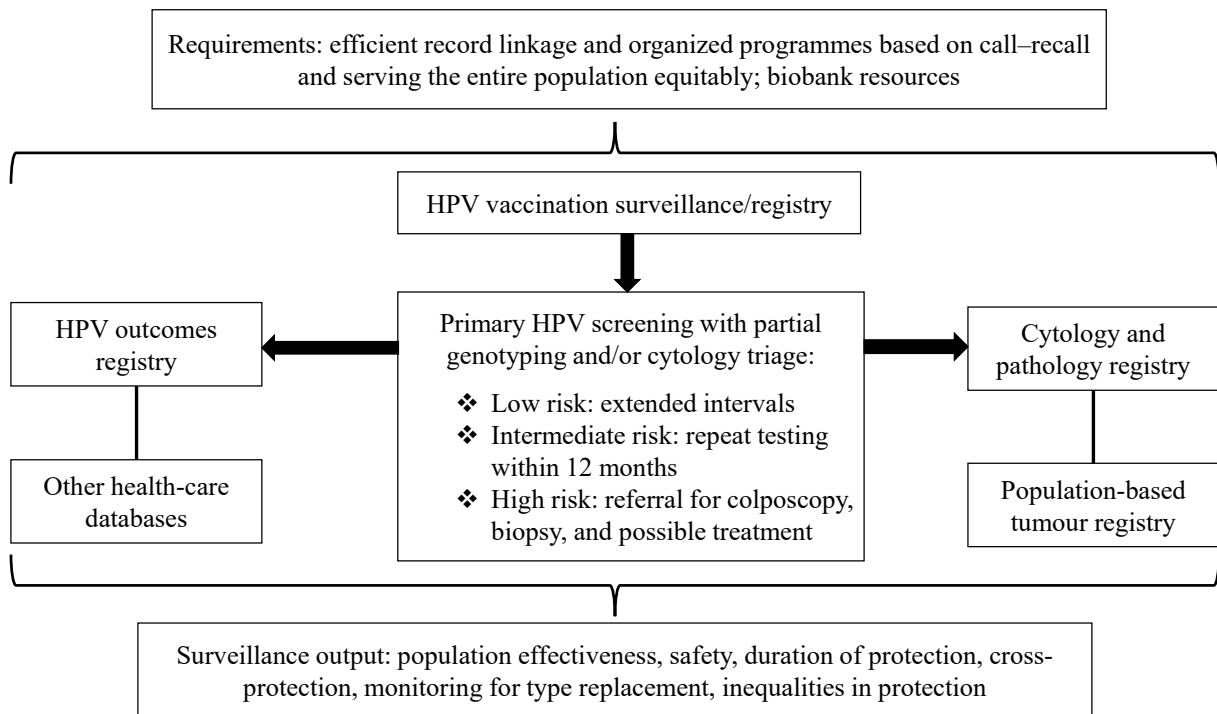 Requirements: efficient record linkage and organized programmes based on call–recall
and serving the entire population equitably; biobank resources
HPV vaccination surveillance/registry
HPV outcomes
registry
Primary HPV screening with partial
genotyping and/or cytology triage:
❖ Low risk: extended intervals
❖ Intermediate risk: repeat testing
within 12 months
❖ High risk: referral for colposcopy,
biopsy, and possible treatment
Cytology and
pathology registry
Other health-care
databases
Population-based
tumour registry
Surveillance output: population effectiveness, safety, duration of protection, cross-
protection, monitoring for type replacement, inequalities in protection